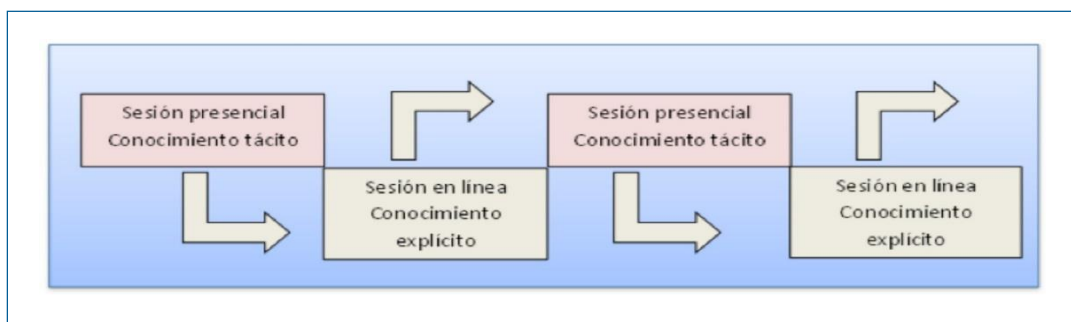 Sesión presencial
Conocimiento tácito
Sesión en línea
Conocimiento
explícito
Sesión presencial
Conocimiento tácito
Sesión en línea
Conocimiento
explícito